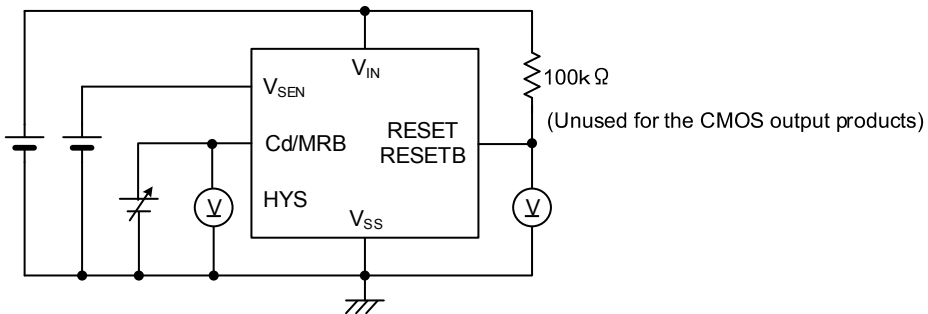 V_IN
V_SEN
100kΩ
(Unused for the CMOS output products)
Cd/MRB
RESET
RESETB
HYS
V
V
V_SS